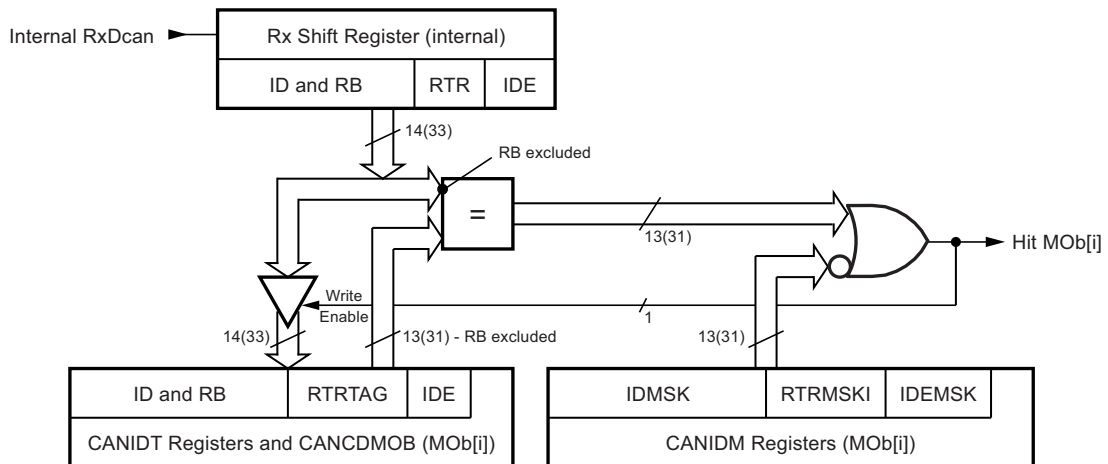 Internal RxDcan
Rx Shift Register (internal)
ID and RB
RTR
IDE
14(33)
RB excluded
=
13(31)
Hit MOb[i]
Write
Enable
1
14(33)
13(31) - RB excluded
13(31)
ID and RB
RTRTAG
IDE
CANIDT Registers and CANCDMOB (MOb[i])
IDMSK
RTRMSKI
IDEMSK
CANIDM Registers (MOb[i])